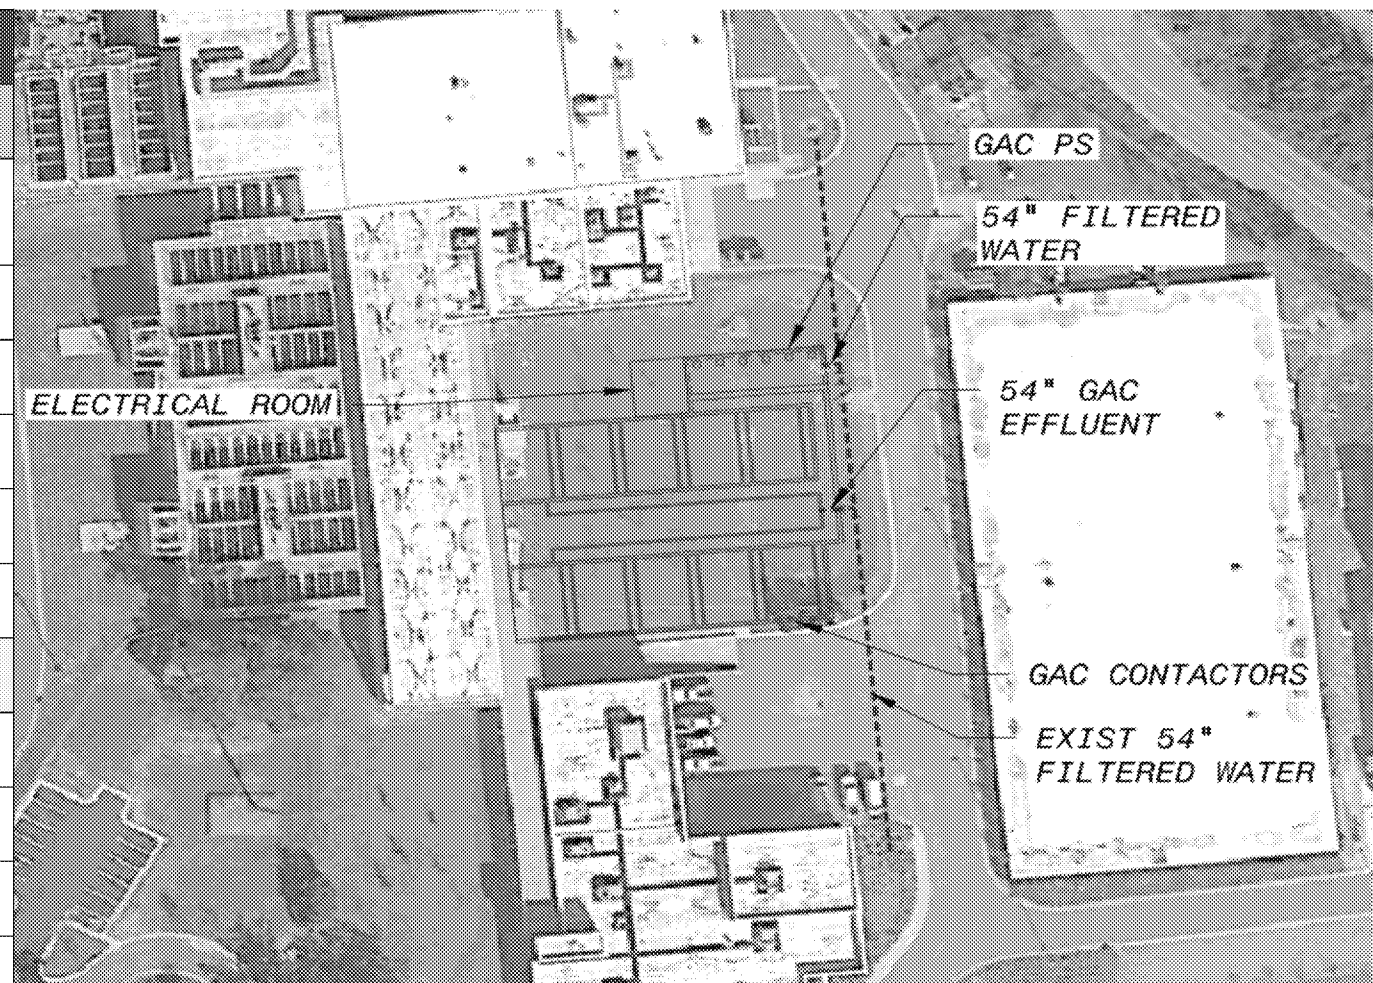 GAC PS
54" FILTERED
WATER
ELECTRICAL ROOM
54" GAC
EFFLUENT
GAC CONTACTORS
EXIST 54"
FILTERED WATER